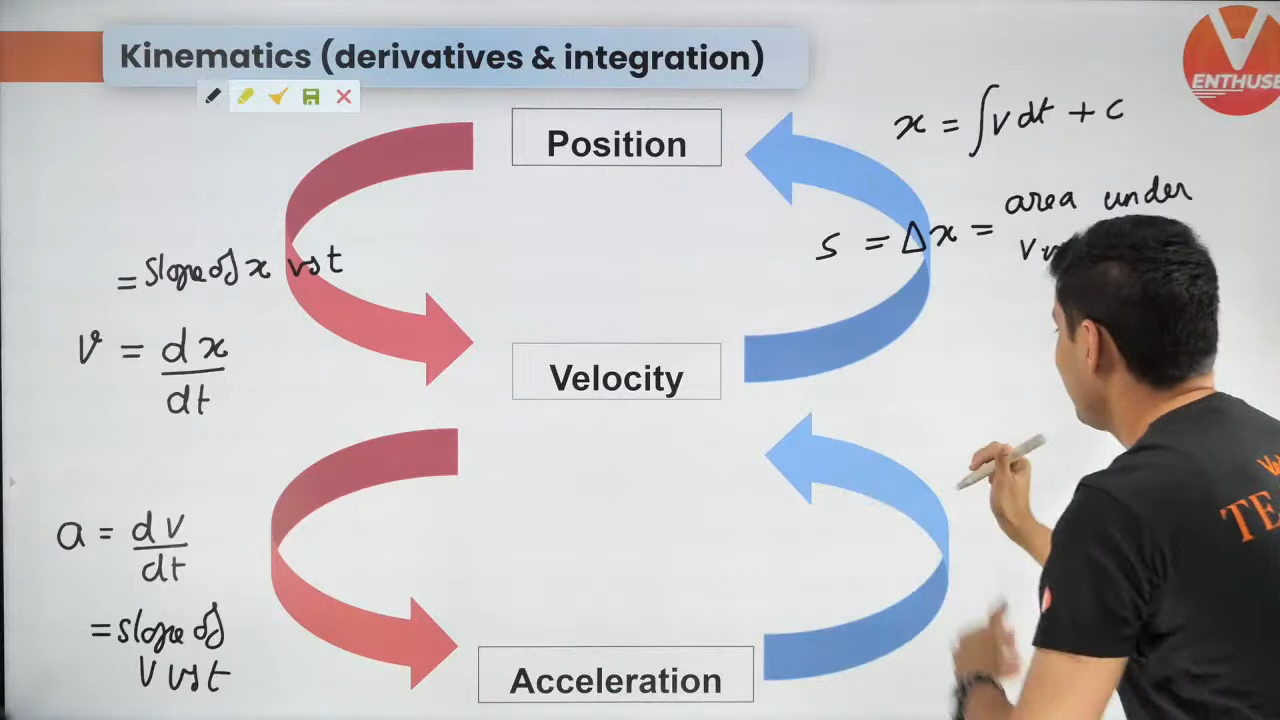 Kinematics (derivatives & integration)
V
ENTHUSE
Position
x = ∫v dt + c
s = Δx = area under
V
= slope of x vs t
v = dx/dt
Velocity
a = dv/dt
= slope of
V vs t
Acceleration
TE